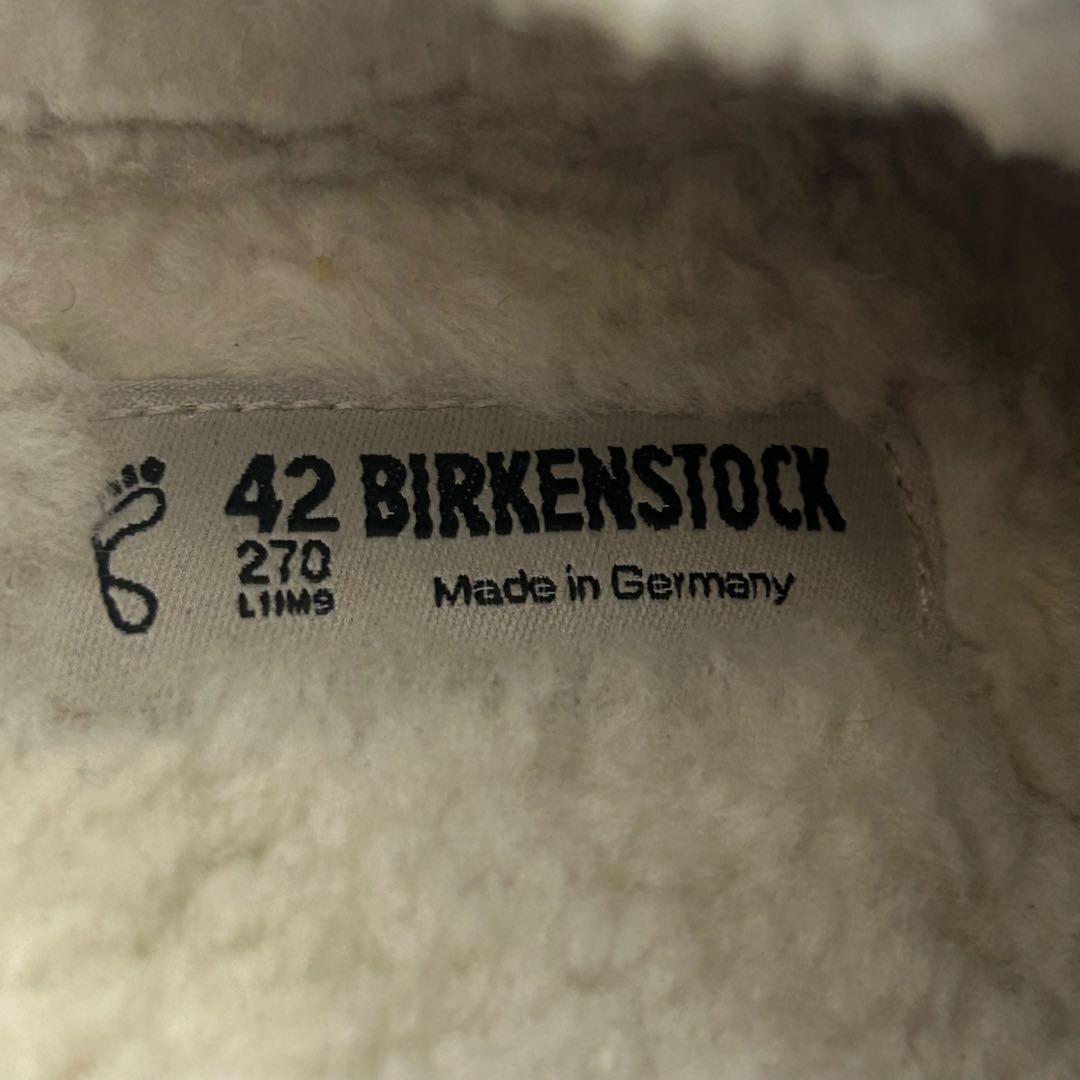 42 BIRKENSTOCK
270
L11M9 Made in Germany